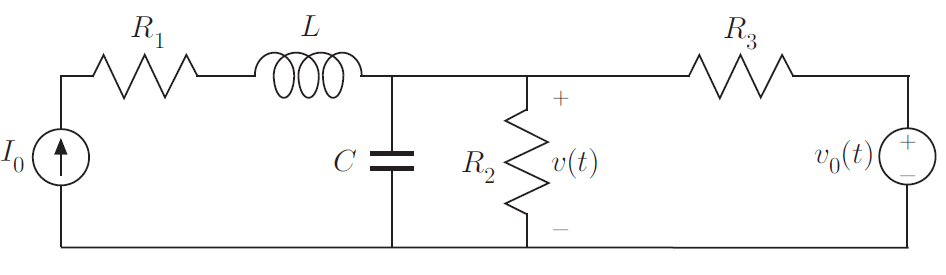 R₁
L
R₃
+
I₀
C
R₂
v(t)
v₀(t)
+
−
−